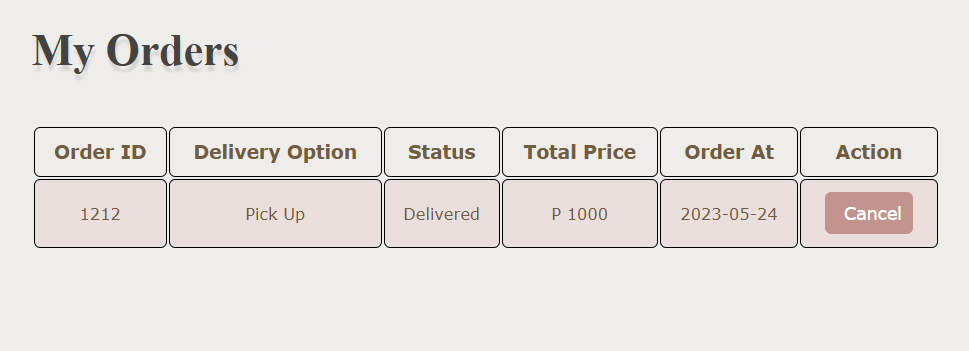 My Orders
Order ID Delivery Option Status Total Price Order At Action
1212 Pick Up Delivered P 1000 2023-05-24 Cancel